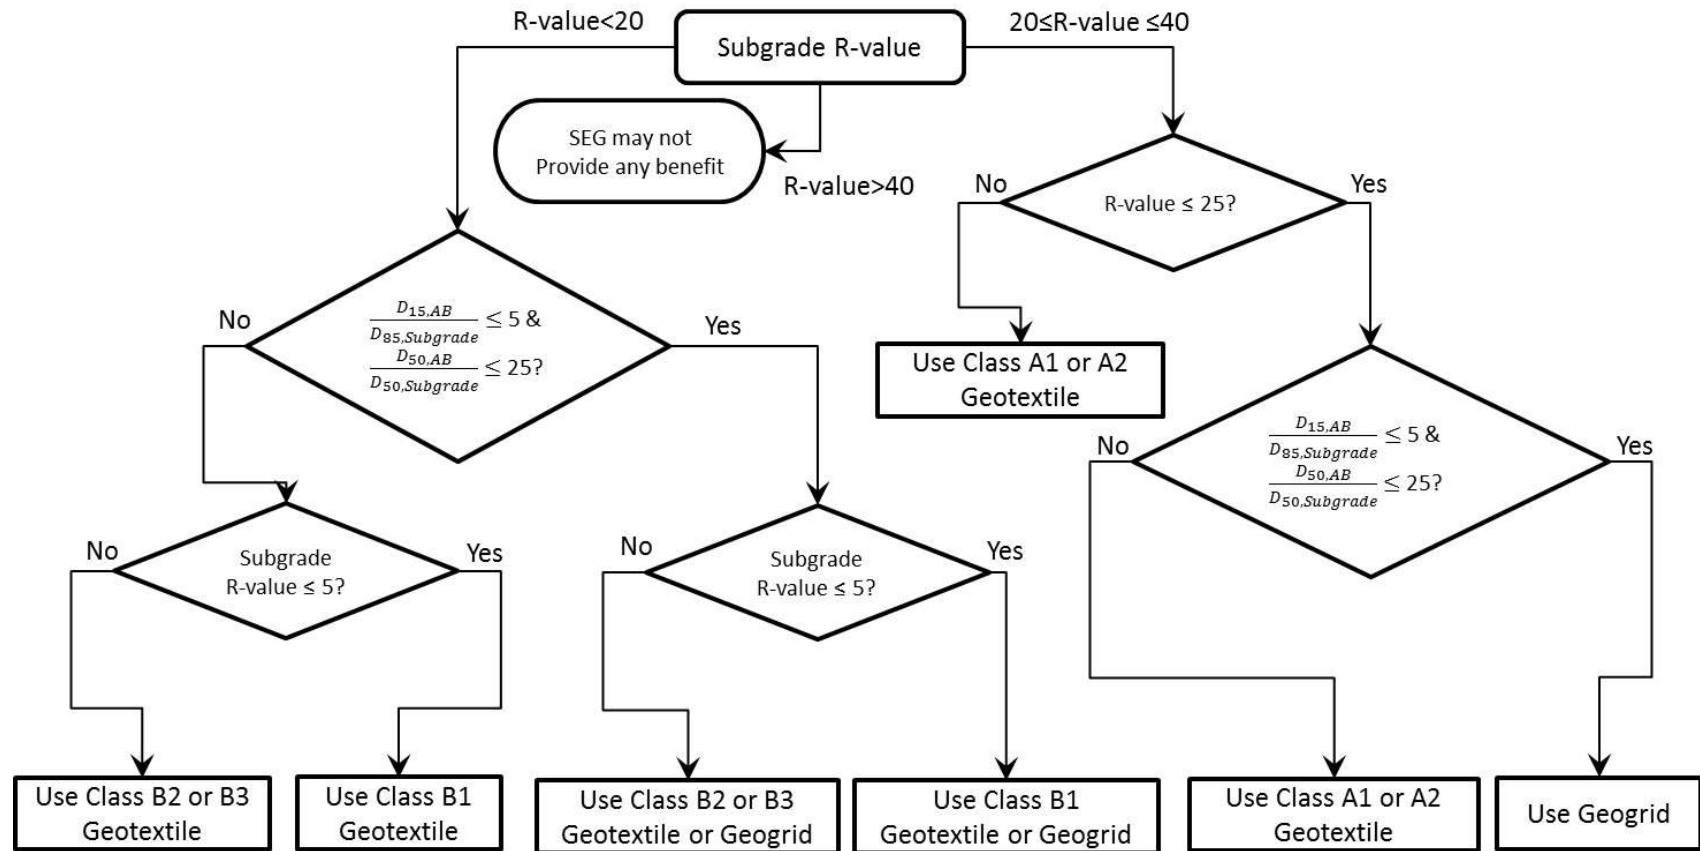 R-value<20
Subgrade R-value
20≤R-value ≤40
SEG may not
Provide any benefit
R-value>40
No
R-value ≤ 25?
Yes
No
D15,AB / D85,Subgrade ≤ 5 &
D50,AB / D50,Subgrade ≤ 25?
Yes
Use Class A1 or A2
Geotextile
No
D15,AB / D85,Subgrade ≤ 5 &
D50,AB / D50,Subgrade ≤ 25?
Yes
No
Subgrade
R-value ≤ 5?
Yes
No
Subgrade
R-value ≤ 5?
Yes
Use Class B2 or B3
Geotextile
Use Class B1
Geotextile
Use Class B2 or B3
Geotextile or Geogrid
Use Class B1
Geotextile or Geogrid
Use Class A1 or A2
Geotextile
Use Geogrid